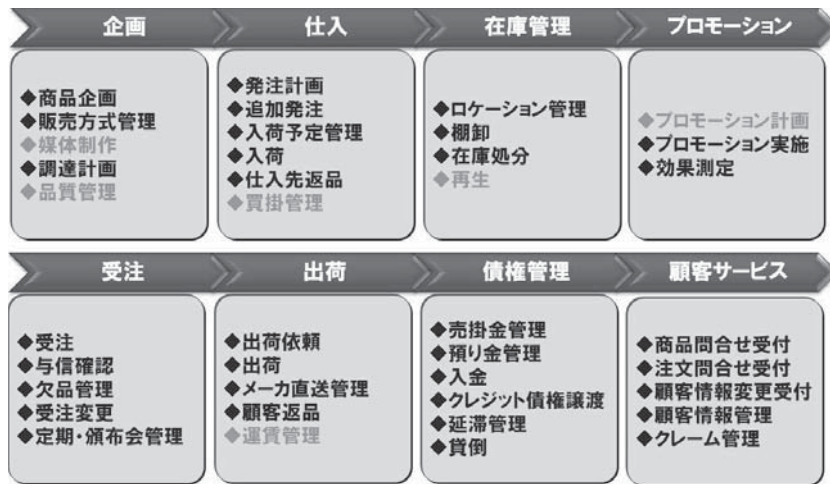 企画
仕入
在庫管理
プロモーション
◆商品企画
◆販売方式管理
◆媒体制作
◆調達計画
◆品質管理
◆発注計画
◆追加発注
◆入荷予定管理
◆入荷
◆仕入先返品
◆買掛管理
◆ロケーション管理
◆棚卸
◆在庫処分
◆再生
◆プロモーション計画
◆プロモーション実施
◆効果測定
受注
出荷
債権管理
顧客サービス
◆受注
◆与信確認
◆欠品管理
◆受注変更
◆定期・頒布会管理
◆出荷依頼
◆出荷
◆メーカ直送管理
◆顧客返品
◆運賃管理
◆売掛金管理
◆預り金管理
◆入金
◆クレジット債権譲渡
◆延滞管理
◆貸倒
◆商品問合せ受付
◆注文問合せ受付
◆顧客情報変更受付
◆顧客情報管理
◆クレーム管理